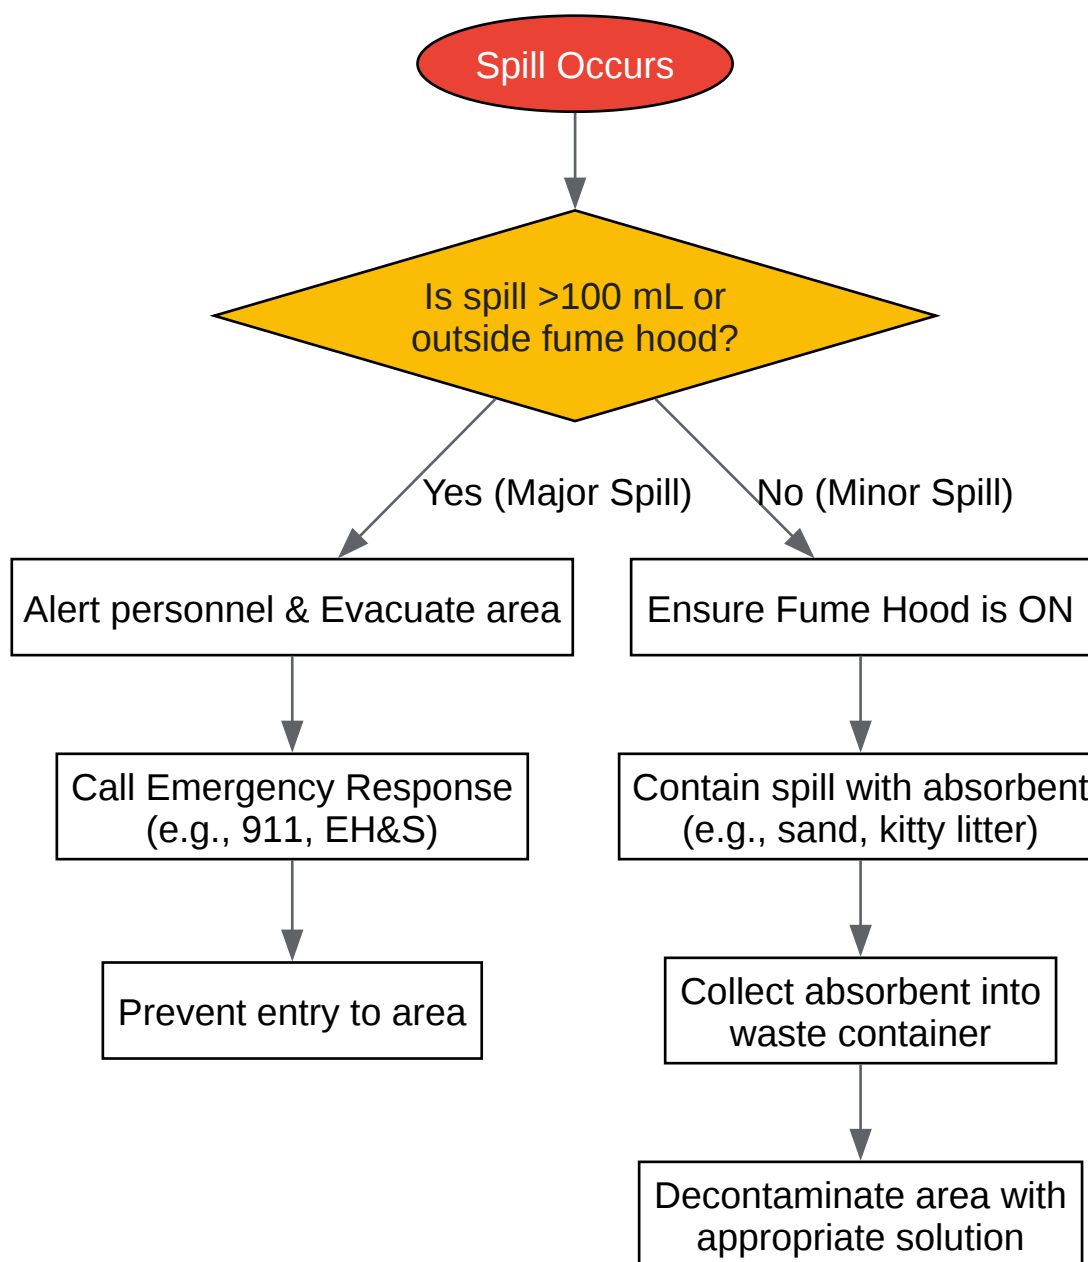 Spill Occurs
Is spill >100 mL or
outside fume hood?
Yes (Major Spill)
No (Minor Spill)
Alert personnel & Evacuate area
Ensure Fume Hood is ON
Call Emergency Response
(e.g., 911, EH&S)
Contain spill with absorbent
(e.g., sand, kitty litter)
Prevent entry to area
Collect absorbent into
waste container
Decontaminate area with
appropriate solution